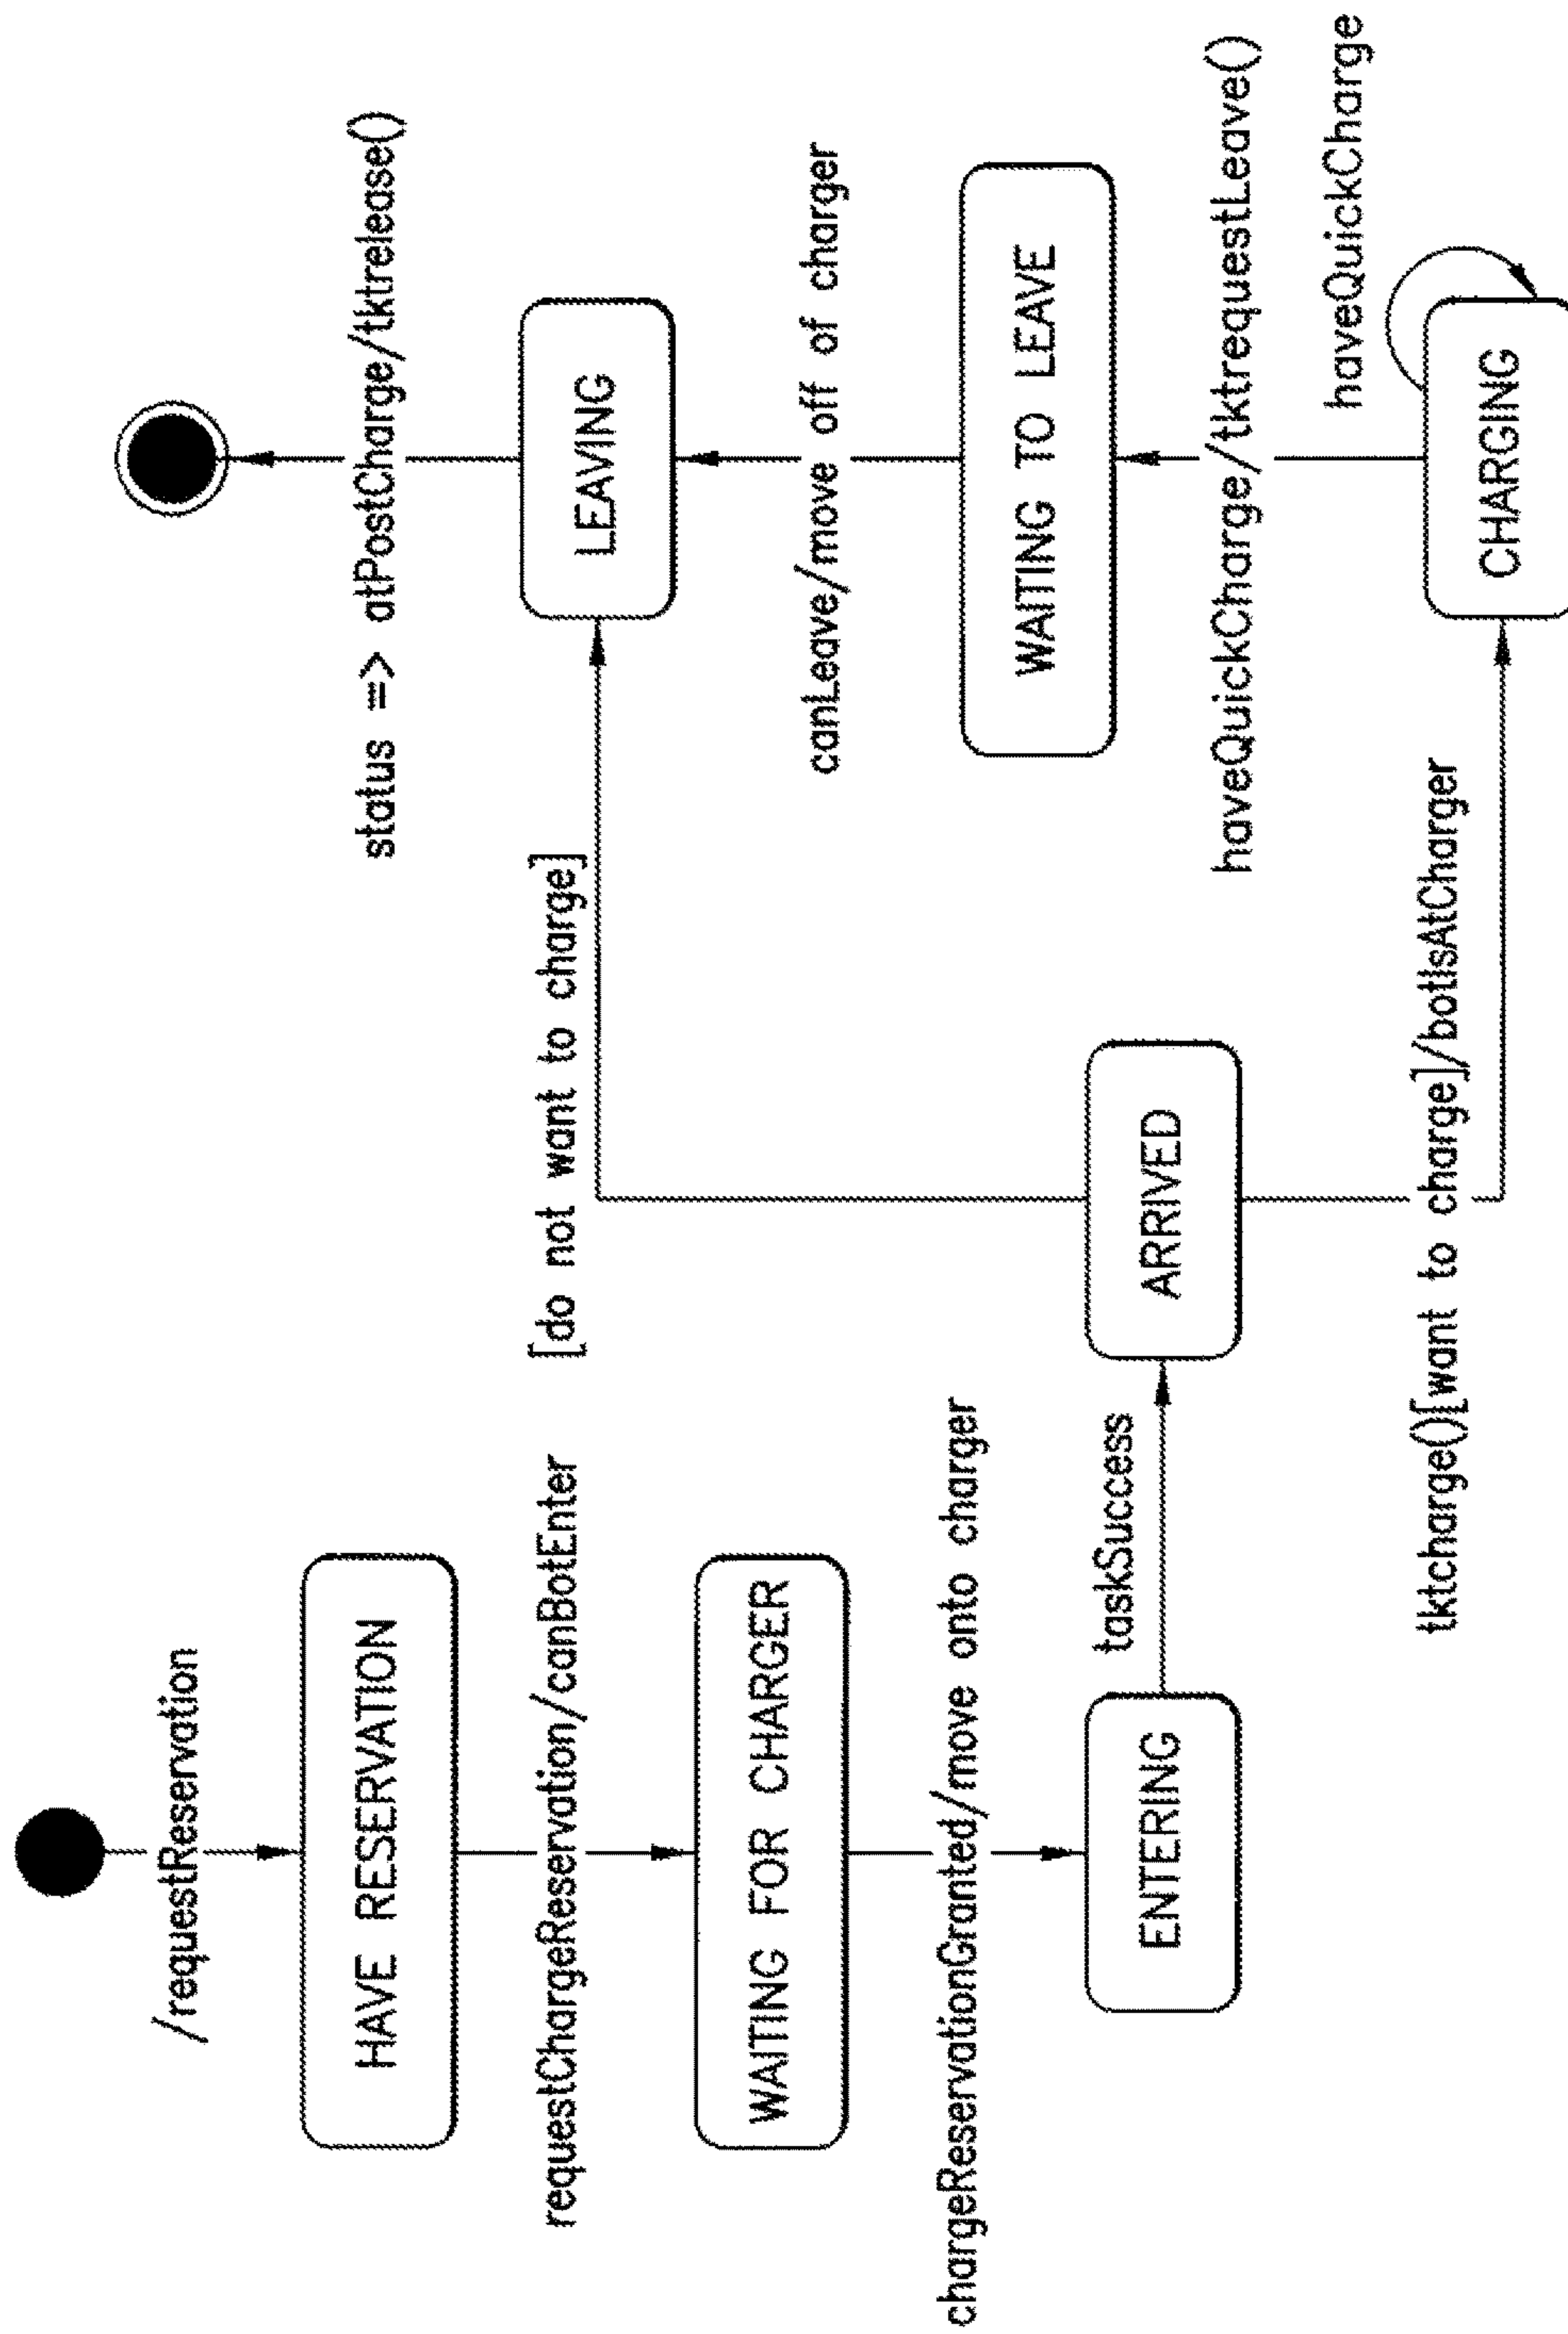 /requestReservation
HAVE RESERVATION
requestChargeReservation/canBotEnter
WAITING FOR CHARGER
chargeReservationGranted/move onto charger
ENTERING
taskSuccess
ARRIVED
[do not want to charge]
tktcharge()[want to charge]/botIsAtCharger
status => atPostCharge/tktrelease()
LEAVING
canLeave/move off of charger
WAITING TO LEAVE
haveQuickCharge/tktrequestLeave()
haveQuickCharge
CHARGING